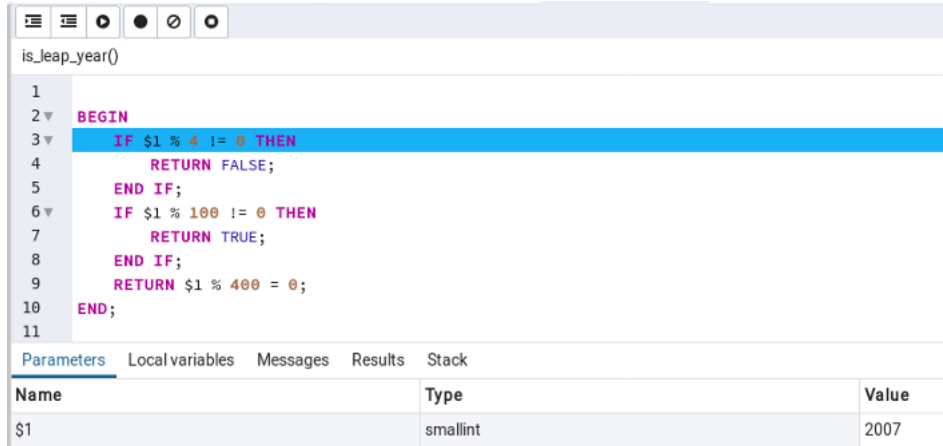 is_leap_year()
1
2 BEGIN
3 IF $1 % 4 != 0 THEN
4 RETURN FALSE;
5 END IF;
6 IF $1 % 100 != 0 THEN
7 RETURN TRUE;
8 END IF;
9 RETURN $1 % 400 = 0;
10 END;
11
Parameters Local variables Messages Results Stack
Name Type Value
$1 smallint 2007